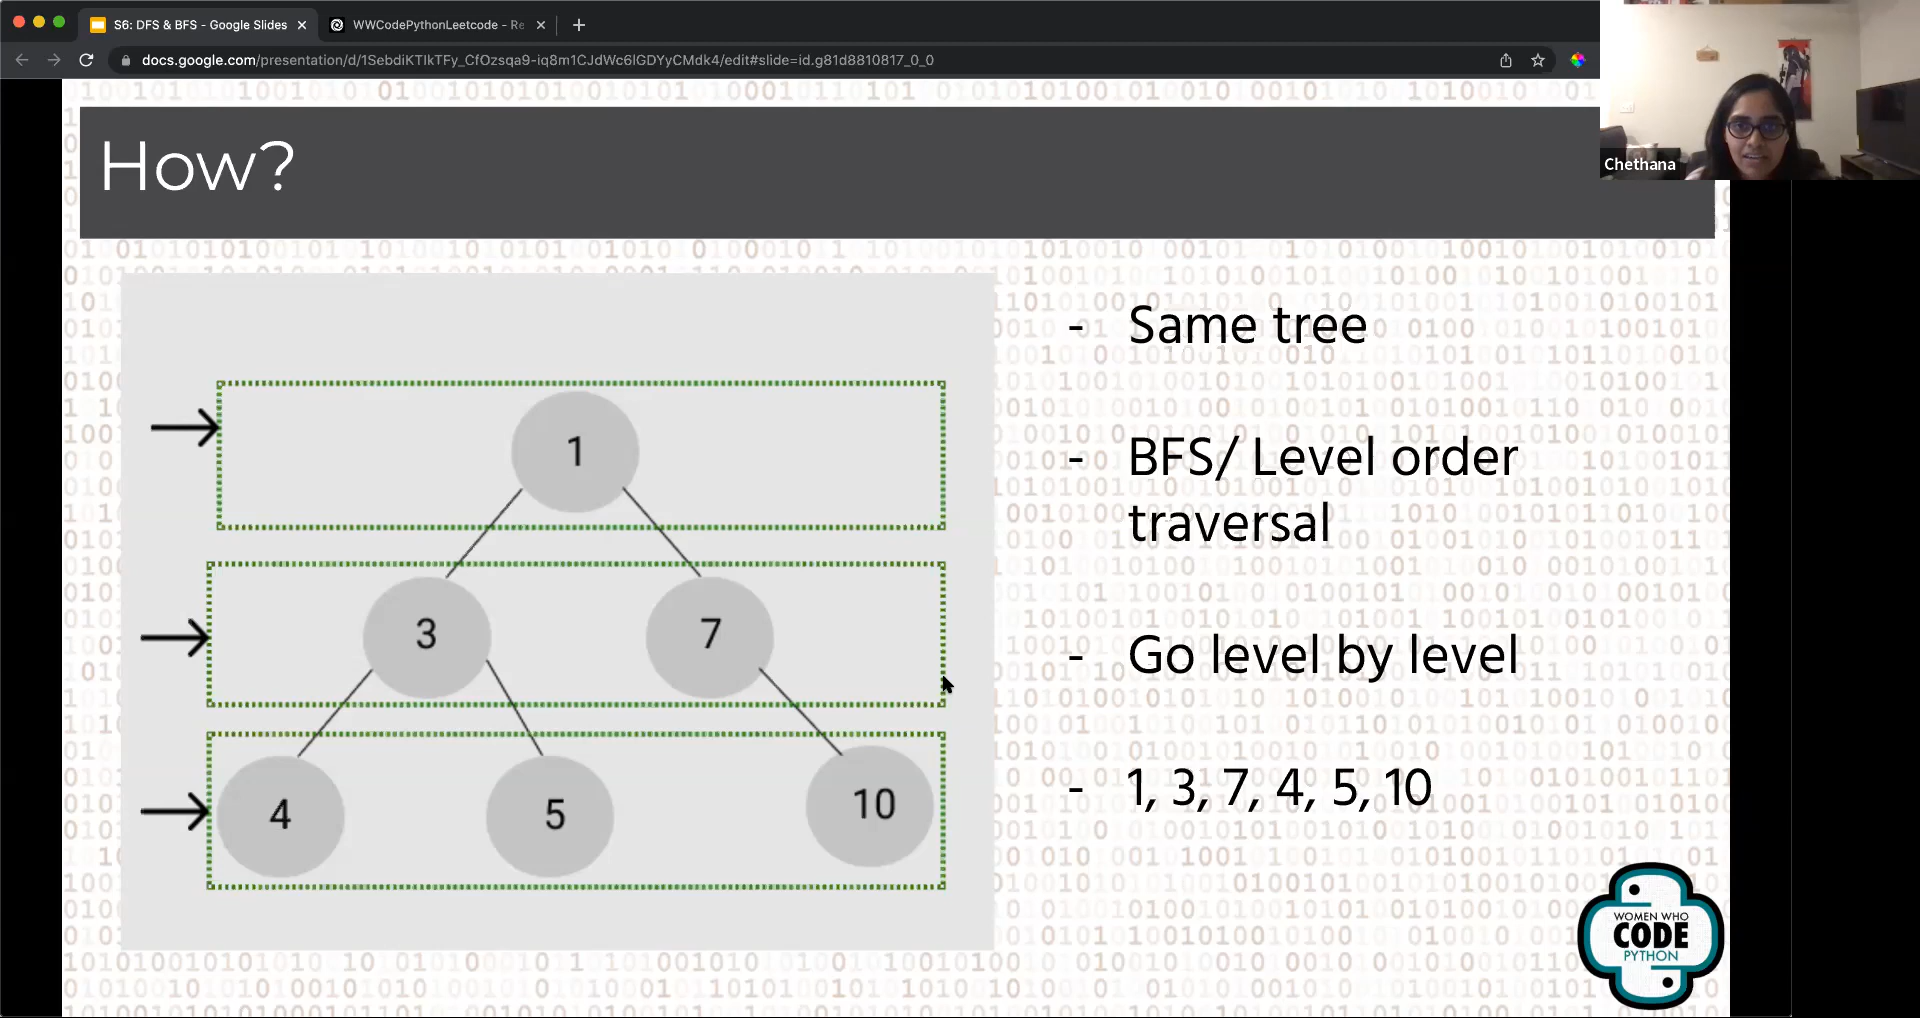 S6: DFS & BFS - Google Slides
WWCodePythonLeetcode - Re
docs.google.com/presentation/d/1SebdiKTIkTFy_CfOzsqa9-iq8m1CJdWc6lGDYyCMdk4/edit#slide=id.g81d8810817_0_0
Chethana
How?
1
3 7
4 5 10
- Same tree
- BFS/ Level order
traversal
- Go level by level
- 1, 3, 7, 4, 5, 10
WOMEN WHO
CODE
PYTHON